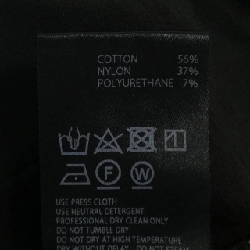 COTTON 56%
NYLON 37%
POLYURETHANE 7%
F W
USE PRESS CLOTH
USE NEUTRAL DETERGENT
PROFESSIONAL DRY CLEAN ONLY
DO NOT TUMBLE DRY
DO NOT DRY AT HIGH TEMPERATURE